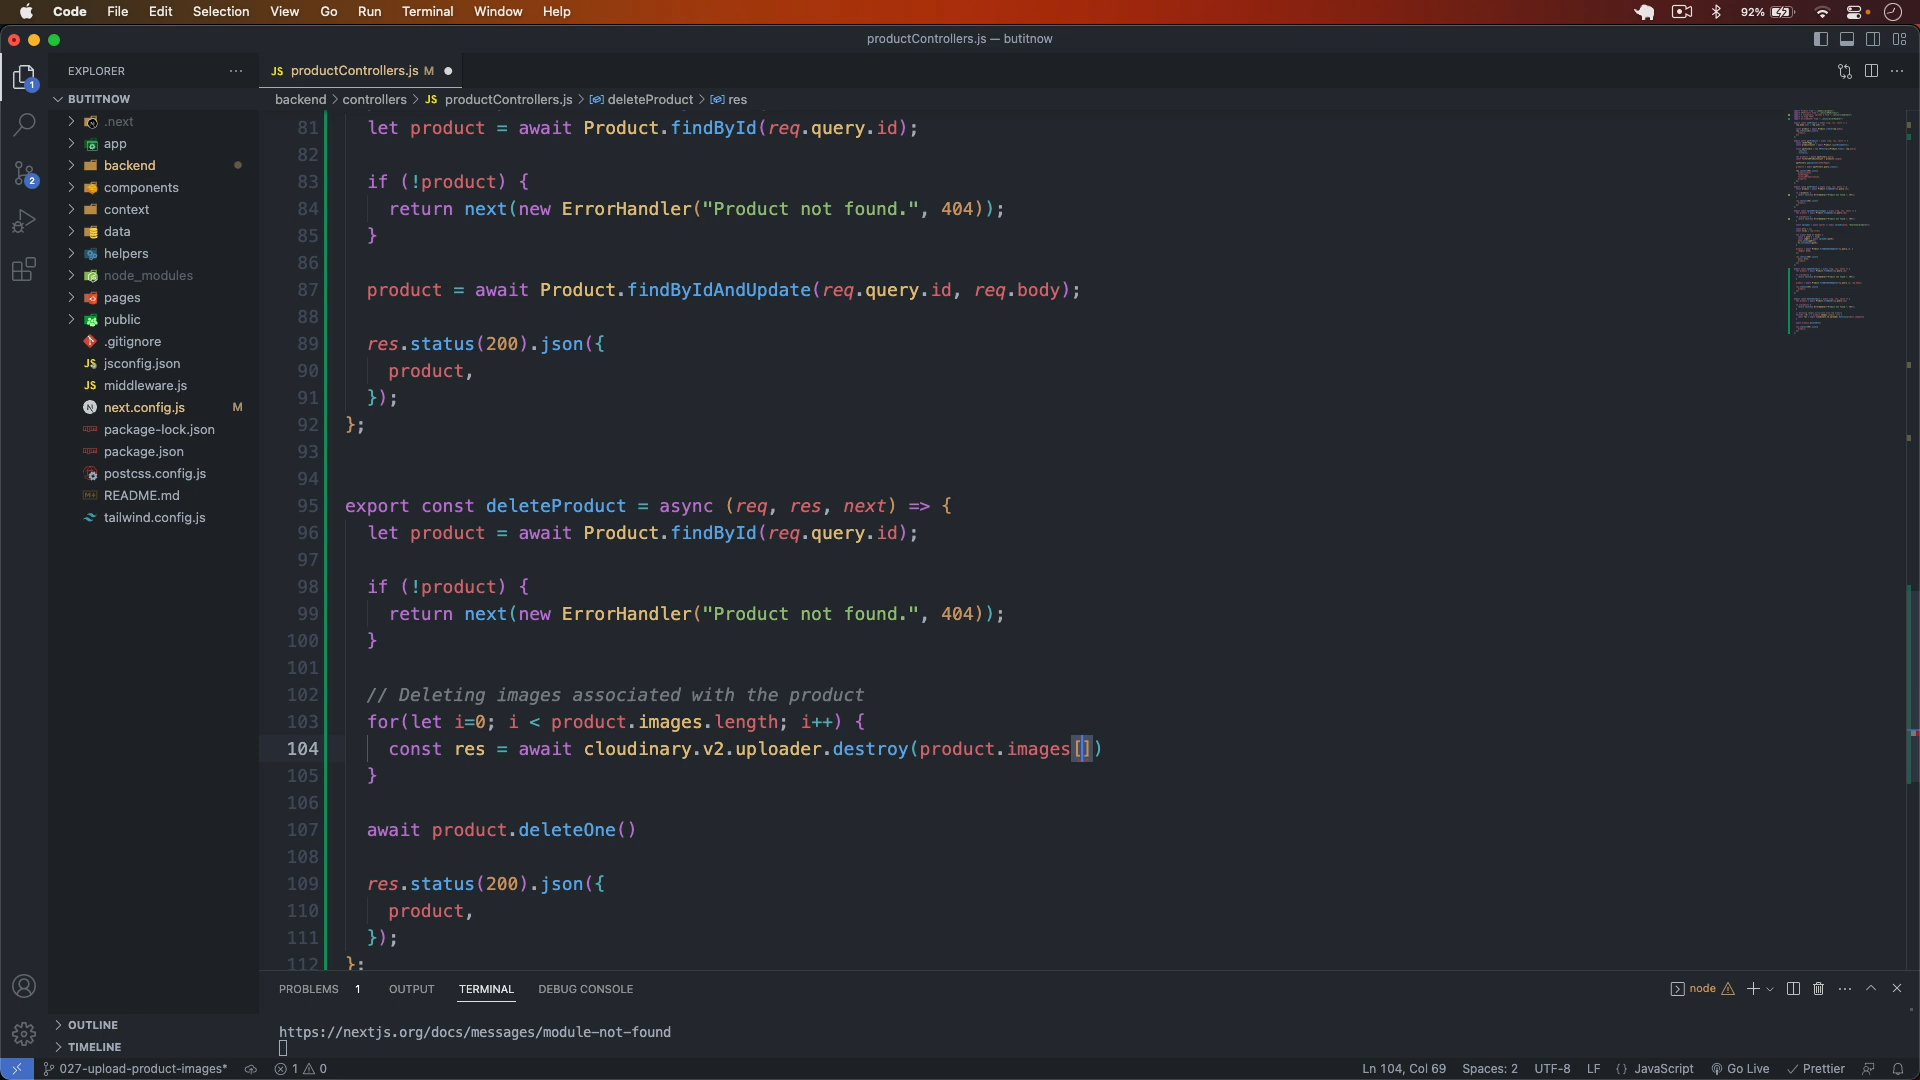 Code File Edit Selection View Go Run Terminal Window Help 92%
productControllers.js — butitnow
EXPLORER
JS productControllers.js M
1
BUTITNOW
backend > controllers > JS productControllers.js > deleteProduct > res
.next
app
backend
components
context
data
helpers
node_modules
pages
public
.gitignore
JS jsconfig.json
JS middleware.js
N next.config.js M
package-lock.json
package.json
postcss.config.js
README.md
tailwind.config.js
2
81 let product = await Product.findById(req.query.id);
82
83 if (!product) {
84 return next(new ErrorHandler("Product not found.", 404));
85 }
86
87 product = await Product.findByIdAndUpdate(req.query.id, req.body);
88
89 res.status(200).json({
90 product,
91 });
92 };
93
94
95 export const deleteProduct = async (req, res, next) => {
96 let product = await Product.findById(req.query.id);
97
98 if (!product) {
99 return next(new ErrorHandler("Product not found.", 404));
100 }
101
102 // Deleting images associated with the product
103 for(let i=0; i < product.images.length; i++) {
104 const res = await cloudinary.v2.uploader.destroy(product.images[])
105 }
106
107 await product.deleteOne()
108
109 res.status(200).json({
110 product,
111 });
112 };
PROBLEMS 1 OUTPUT TERMINAL DEBUG CONSOLE
node
https://nextjs.org/docs/messages/module-not-found
OUTLINE
TIMELINE
027-upload-product-images* 1 0
Ln 104, Col 69 Spaces: 2 UTF-8 LF {} JavaScript Go Live Prettier